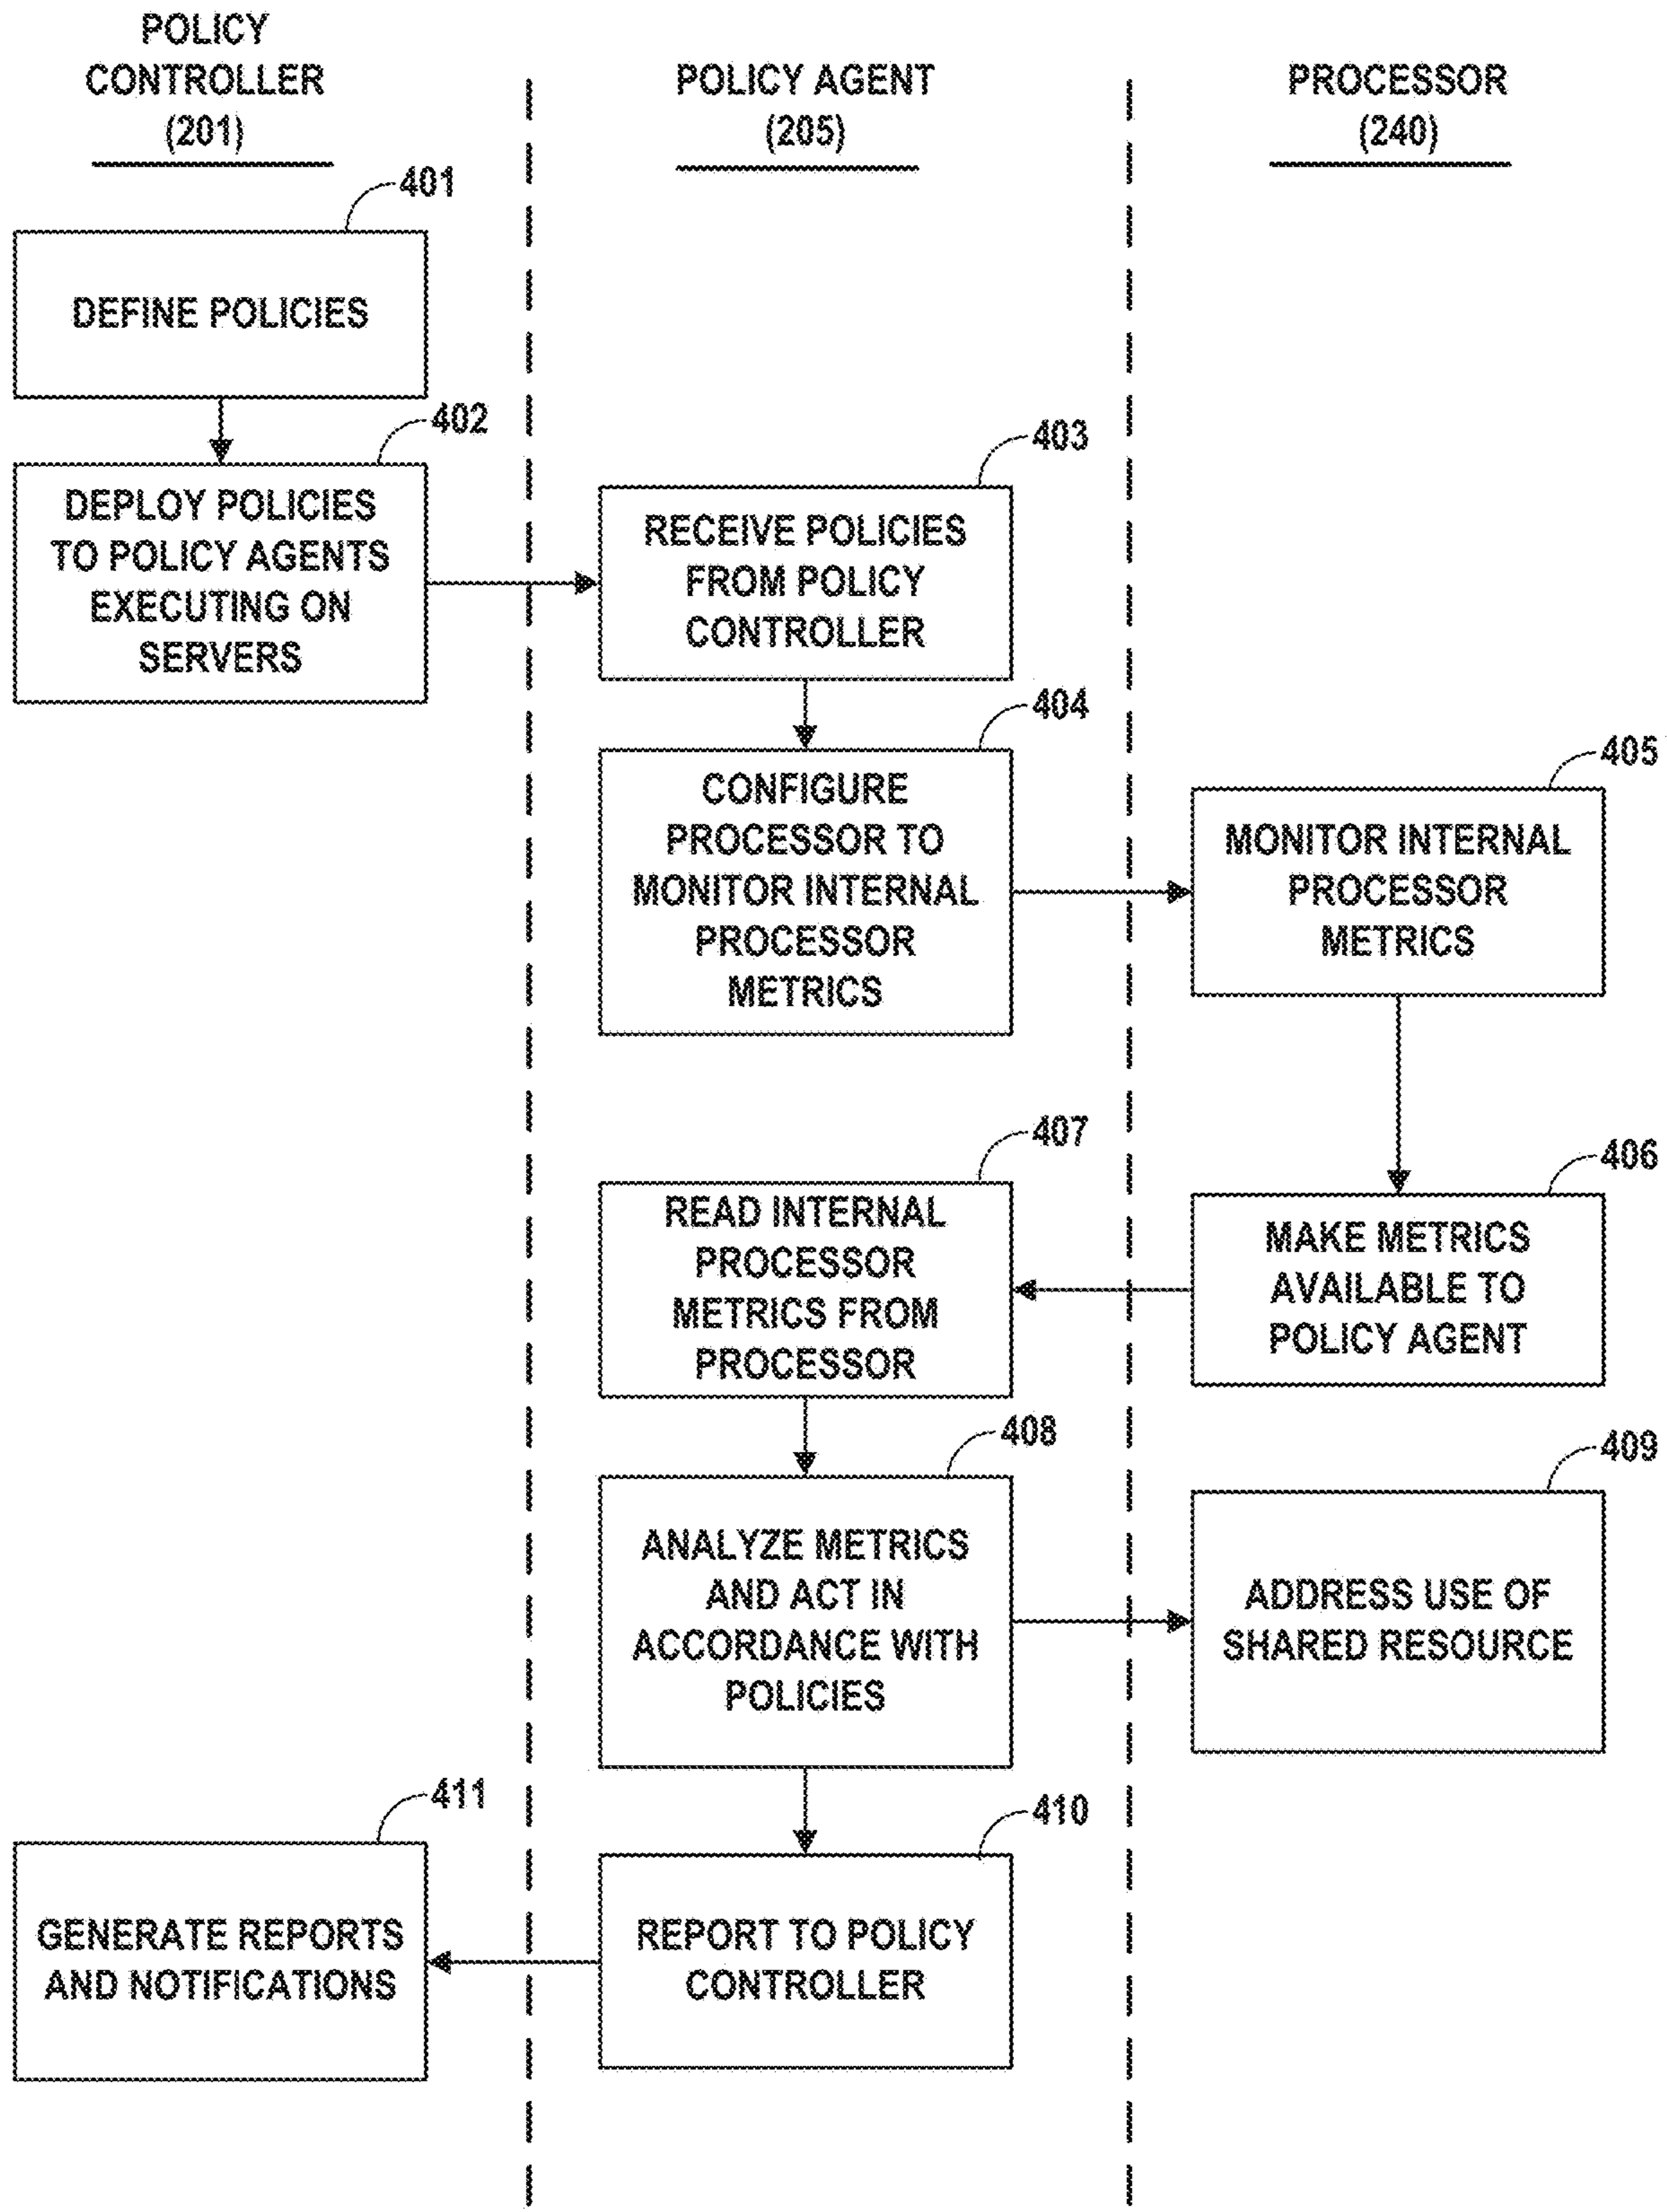 POLICY
CONTROLLER
(201)
POLICY AGENT
(205)
PROCESSOR
(240)
401
DEFINE POLICIES
402
DEPLOY POLICIES
TO POLICY AGENTS
EXECUTING ON
SERVERS
403
RECEIVE POLICIES
FROM POLICY
CONTROLLER
404
CONFIGURE
PROCESSOR TO
MONITOR INTERNAL
PROCESSOR
METRICS
405
MONITOR INTERNAL
PROCESSOR
METRICS
406
MAKE METRICS
AVAILABLE TO
POLICY AGENT
407
READ INTERNAL
PROCESSOR
METRICS FROM
PROCESSOR
408
ANALYZE METRICS
AND ACT IN
ACCORDANCE WITH
POLICIES
409
ADDRESS USE OF
SHARED RESOURCE
410
REPORT TO POLICY
CONTROLLER
411
GENERATE REPORTS
AND NOTIFICATIONS